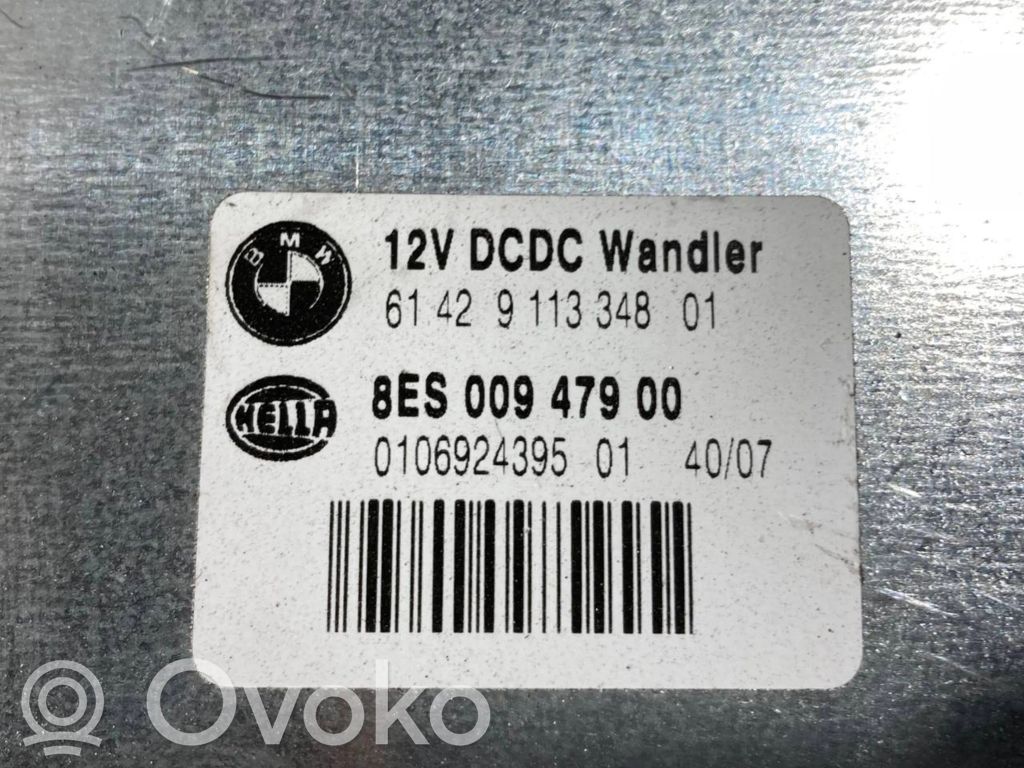 BMW
12V DCDC Wandler
61 42 9 113 348 01
HELLA
8ES 009 479 00
0106924395 01 40/07
Ovoko